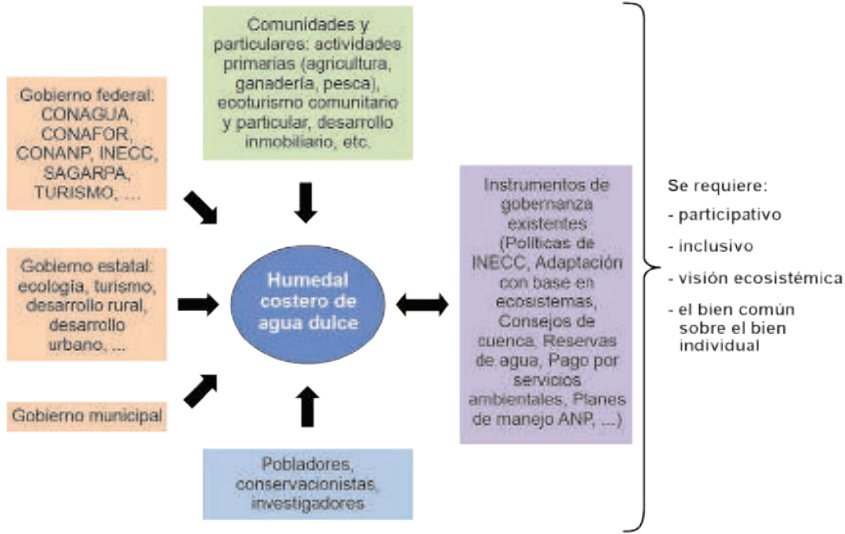 Comunidades y
particulares: actividades
primarias (agricultura,
ganadería, pesca),
ecoturismo comunitario
y particular, desarrollo
inmobiliario, etc.
Gobierno federal:
CONAGUA,
CONAFOR,
CONANP, INECC,
SAGARPA,
TURISMO, ...
Gobierno estatal:
ecología, turismo,
desarrollo rural,
desarrollo
urbano, ...
Gobierno municipal
Humedal
costero de
agua dulce
Pobladores,
conservacionistas,
investigadores
Instrumentos de
gobernanza
existentes
(Políticas de
INECC, Adaptación
con base en
ecosistemas,
Consejos de
cuenca, Reservas
de agua, Pago por
servicios
ambientales, Planes
de manejo ANP, ...)
Se requiere:
- participativo
- inclusivo
- visión ecosistémica
- el bien común
sobre el bien
individual